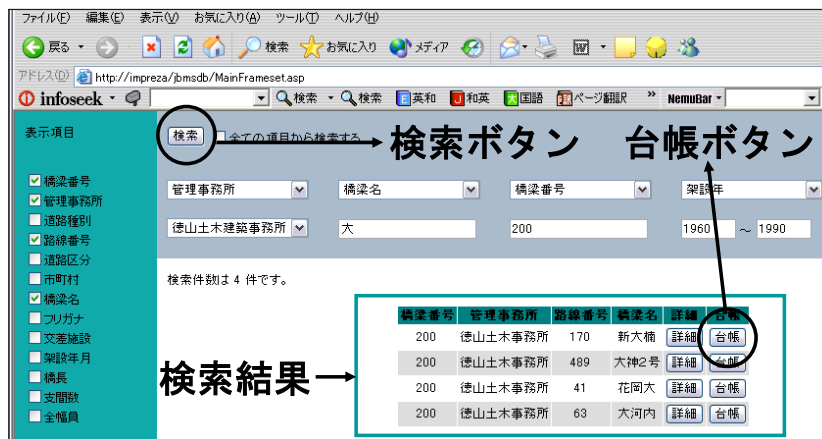 ファイル(F) 編集(E) 表示(V) お気に入り(A) ツール(T) ヘルプ(H)
戻る 検索 お気に入り メディア
アドレス(D) http://impreza/jbmsdb/MainFrameset.asp
infoseek 検索 検索 英和 和英 国語 ページ翻訳 » NemuBar
表示項目
検索 全ての項目から検索する
検索ボタン 台帳ボタン
橋梁番号
管理事務所
道路種別
路線番号
道路区分
市町村
橋梁名
フリガナ
交差施設
架設年月
橋長
支間数
全幅員
管理事務所 橋梁名 橋梁番号 架設年
徳山土木建築事務所 大 200 1960 ～ 1990
検索件数は 4 件です。
検索結果
橋梁番号 管理事務所 路線番号 橋梁名 詳細 台帳
200 徳山土木事務所 170 新大橋 詳細 台帳
200 徳山土木事務所 489 大神2号 詳細 台帳
200 徳山土木事務所 41 花岡大 詳細 台帳
200 徳山土木事務所 63 大河内 詳細 台帳